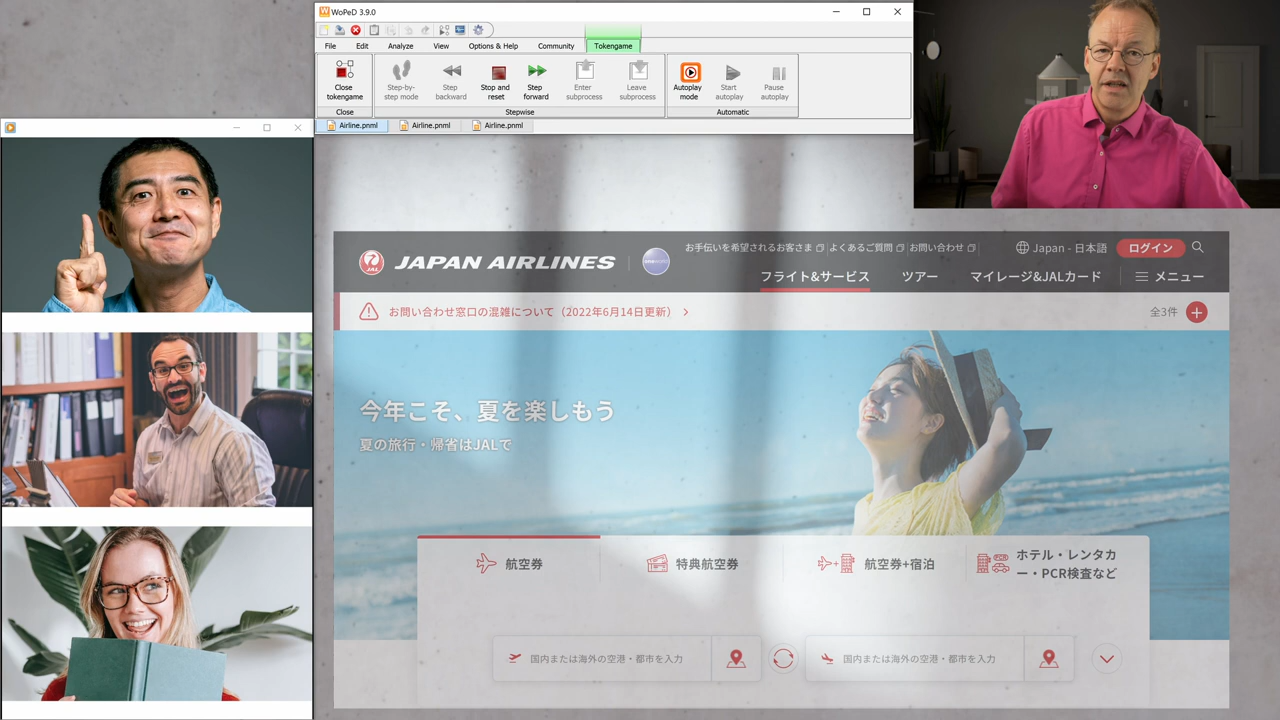 WoPeD 3.9.0
File Edit Analyze View Options & Help Community Tokengame
Close tokengame
Step-by-step mode
Step backward
Stop and reset
Step forward
Enter subprocess
Leave subprocess
Autoplay mode
Start autoplay
Pause autoplay
Close Stepwise Automatic
Airline.pnml Airline.pnml Airline.pnml
お手伝いを希望されるお客さま よくあるご質問 お問い合わせ Japan - 日本語 ログイン
JAL JAPAN AIRLINES
フライト&サービス ツアー マイレージ&JALカード メニュー
お問い合わせ窓口の混雑について（2022年6月14日更新） 全3件
今年こそ、夏を楽しもう
夏の旅行・帰省はJALで
航空券 特典航空券 航空券+宿泊 ホテル・レンタカ
ー・PCR検査など
国内または海外の空港・都市を入力 国内または海外の空港・都市を入力